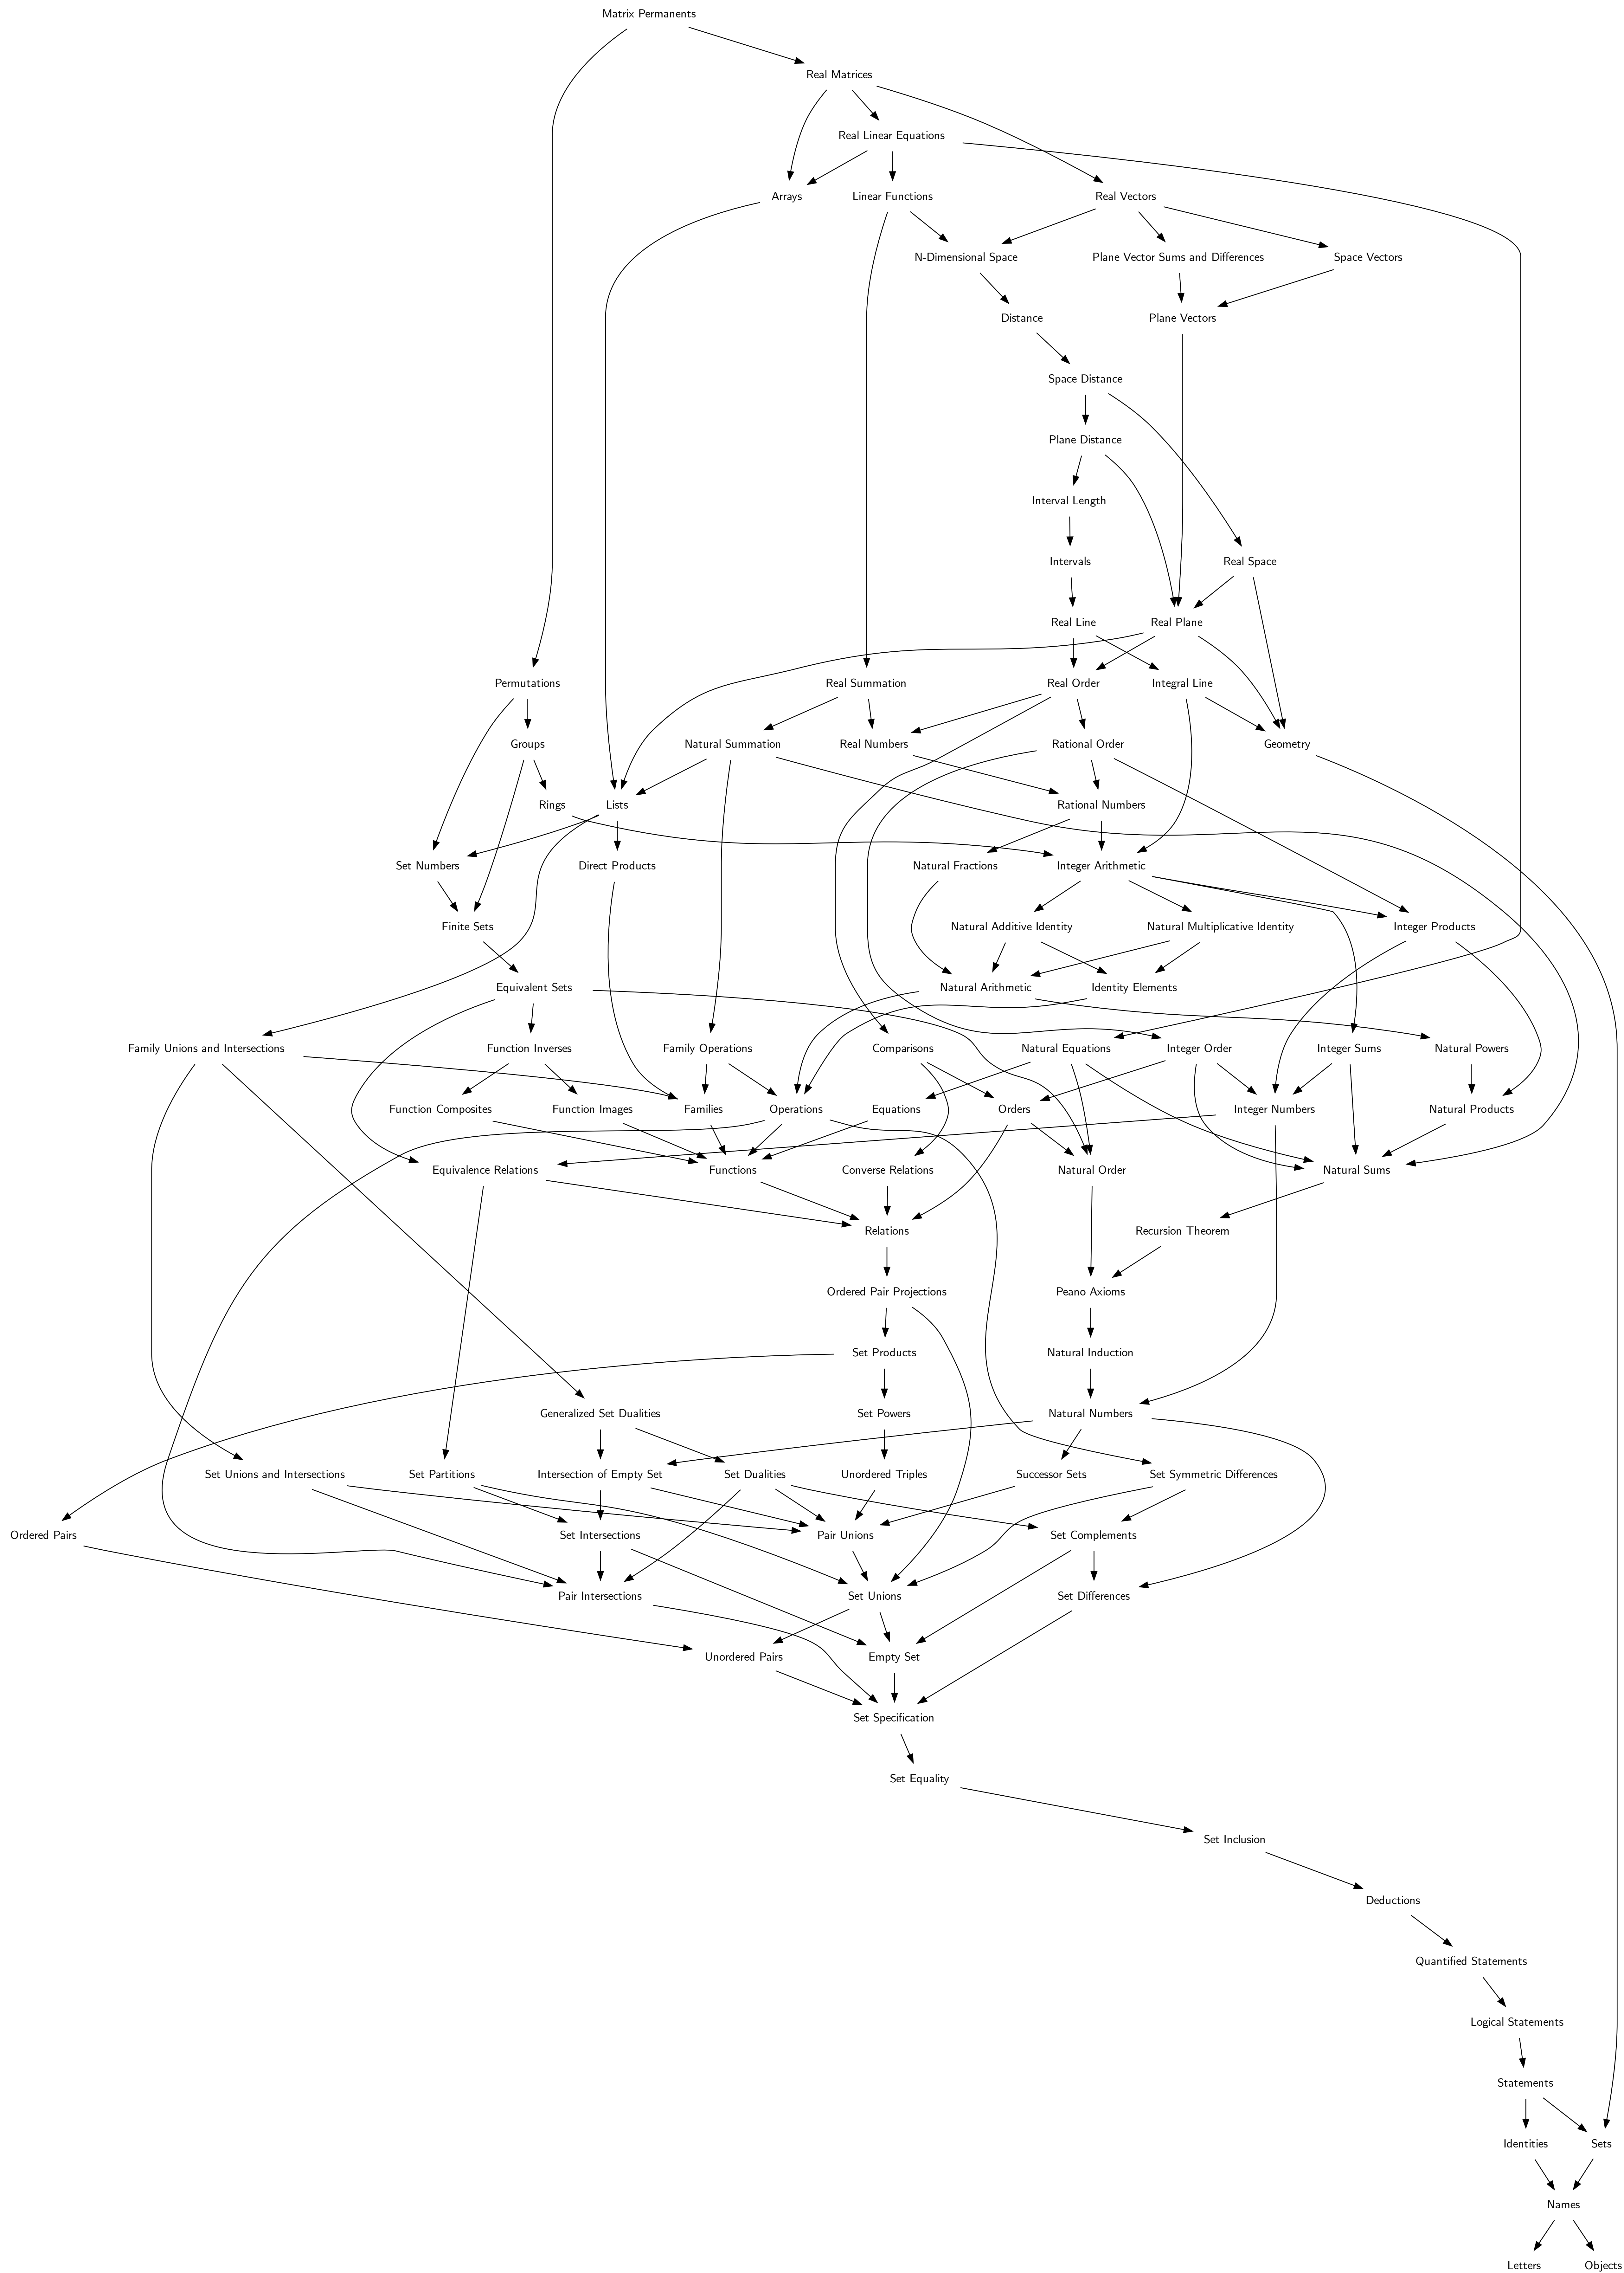 Matrix Permanents
Real Matrices
Real Linear Equations
Arrays Linear Functions Real Vectors
N-Dimensional Space Plane Vector Sums and Differences Space Vectors
Distance Plane Vectors
Space Distance
Plane Distance
Interval Length
Intervals Real Space
Real Line Real Plane
Permutations Real Summation Real Order Integral Line
Groups Natural Summation Real Numbers Rational Order Geometry
Rings Lists Rational Numbers
Set Numbers Direct Products Natural Fractions Integer Arithmetic
Finite Sets Natural Additive Identity Natural Multiplicative Identity Integer Products
Equivalent Sets Natural Arithmetic Identity Elements
Family Unions and Intersections Function Inverses Family Operations Comparisons Natural Equations Integer Order Integer Sums Natural Powers
Function Composites Function Images Families Operations Equations Orders Integer Numbers Natural Products
Equivalence Relations Functions Converse Relations Natural Order Natural Sums
Relations Recursion Theorem
Ordered Pair Projections Peano Axioms
Set Products Natural Induction
Generalized Set Dualities Set Powers Natural Numbers
Set Unions and Intersections Set Partitions Intersection of Empty Set Set Dualities Unordered Triples Successor Sets Set Symmetric Differences
Ordered Pairs Set Intersections Pair Unions Set Complements
Pair Intersections Set Unions Set Differences
Unordered Pairs Empty Set
Set Specification
Set Equality
Set Inclusion
Deductions
Quantified Statements
Logical Statements
Statements
Identities Sets
Names
Letters Objects